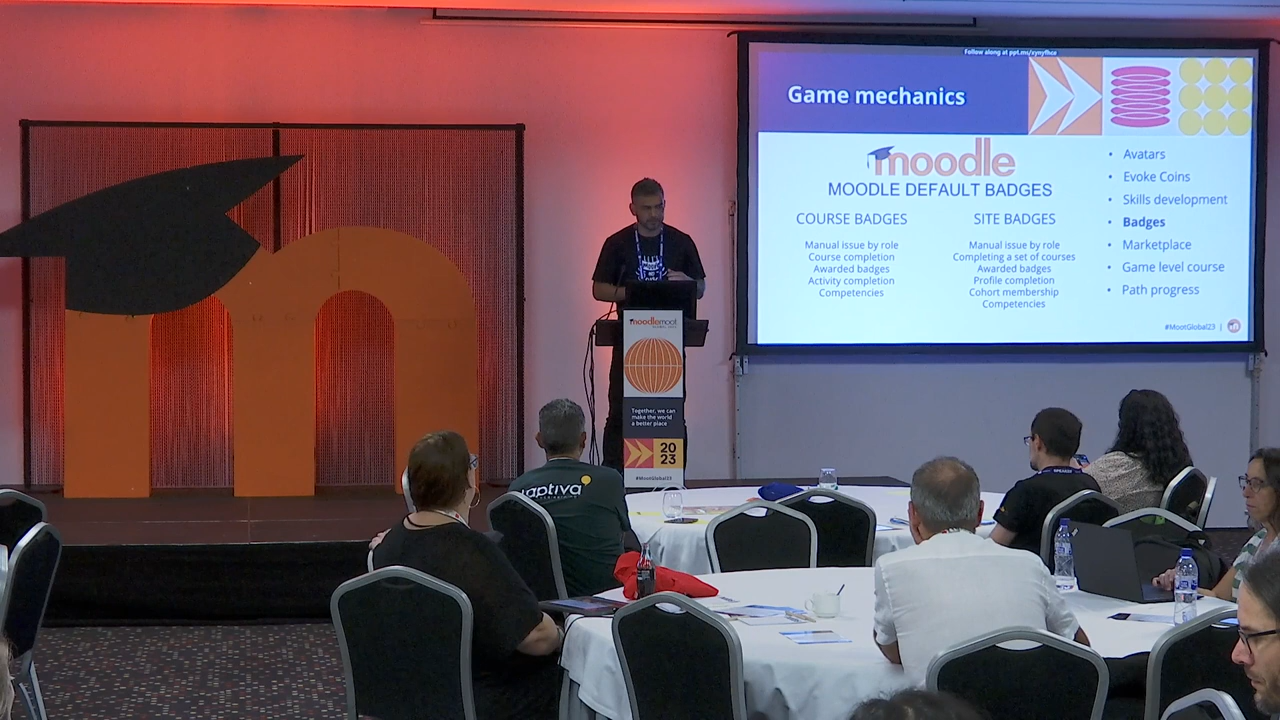 Follow along at ppt.ms/xynyfhce
Game mechanics
moodle
MOODLE DEFAULT BADGES
COURSE BADGES
Manual issue by role
Course completion
Awarded badges
Activity completion
Competencies
SITE BADGES
Manual issue by role
Completing a set of courses
Awarded badges
Profile completion
Cohort membership
Competencies
• Avatars
• Evoke Coins
• Skills development
• Badges
• Marketplace
• Game level course
• Path progress
#MootGlobal23 |
m
moodlemoot
Together, we can
make the world
a better place
20
23
#MootGlobal23
aptiva